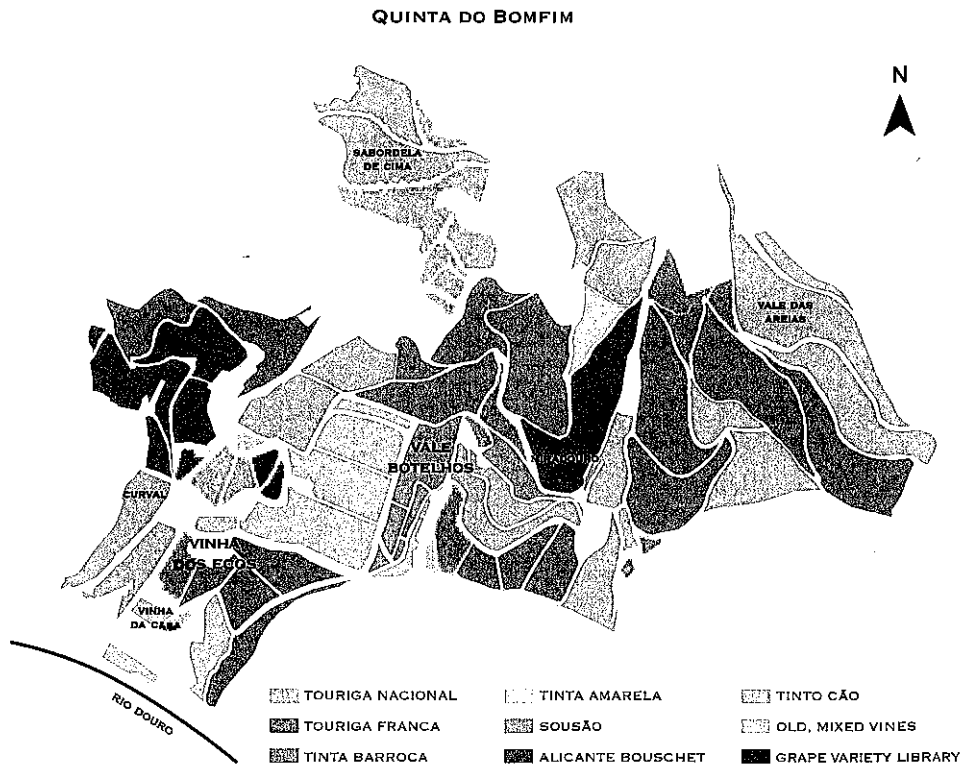 QUINTA DO BOMFIM
N
SABORDELA
DE CIMA
VALE DAS
AREIAS
VALE
BOTELHOS
CURVAL
VINHA
DOS ECOS
VINHA
DA CASA
RIO DOURO
TOURIGA NACIONAL
TINTA AMARELA
TINTO CÃO
TOURIGA FRANCA
SOUSÃO
OLD, MIXED VINES
TINTA BARROCA
ALICANTE BOUSCHET
GRAPE VARIETY LIBRARY